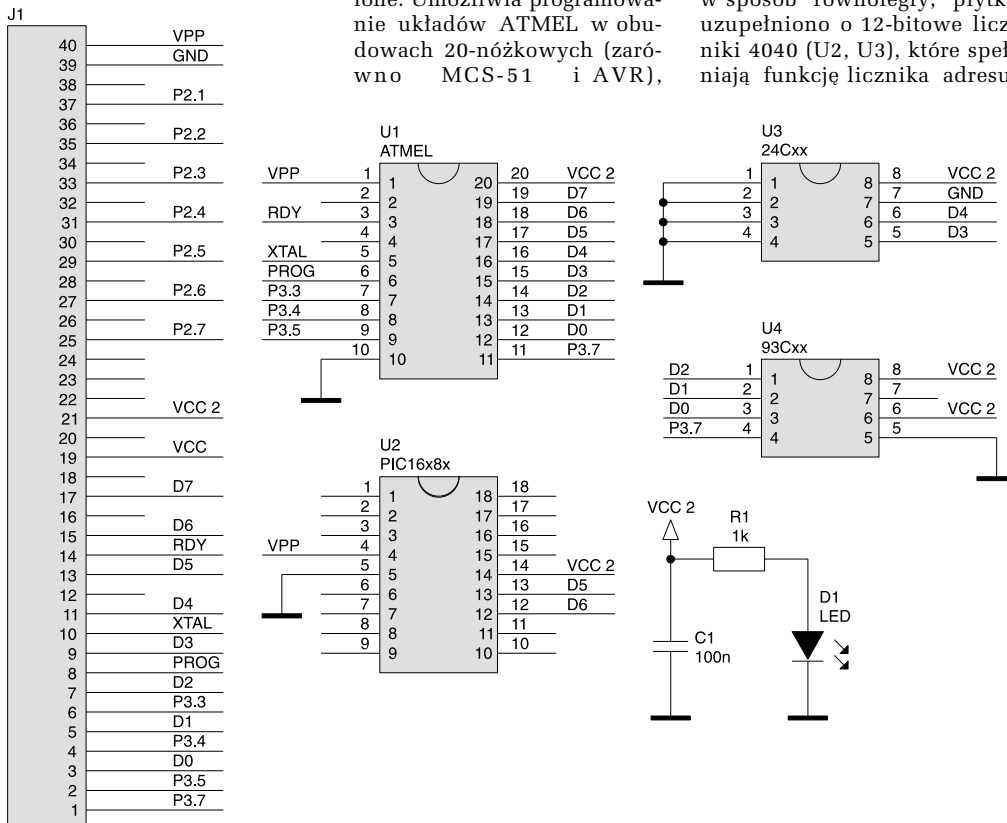 lone. Umożliwia programowa-
nie układów ATMEL w obu-
dowach 20-nóżkowych (zaró-
wno MCS-51 i AVR),
w sposób równoległy, płytk
uzupełniono o 12-bitowe licz
niki 4040 (U2, U3), które speł
niają funkcję licznika adresu
J1
40 VPP
39 GND
38
37 P2.1
36
35 P2.2
34
33 P2.3
32
31 P2.4
30
29 P2.5
28
27 P2.6
26
25 P2.7
24
23
22
21 VCC 2
20
19 VCC
18
17 D7
16
15 D6
14 RDY
13 D5
12
11 D4
10 XTAL
9 D3
8 PROG
7 D2
6 P3.3
5 D1
4 P3.4
3 D0
2 P3.5
1 P3.7
U1
ATMEL
VPP 1 1 20 20 VCC 2
2 2 19 19 D7
RDY 3 3 18 18 D6
4 4 17 17 D5
XTAL 5 5 16 16 D4
PROG 6 6 15 15 D3
P3.3 7 7 14 14 D2
P3.4 8 8 13 13 D1
P3.5 9 9 12 12 D0
10 10 11 11 P3.7
U2
PIC16x8x
1 1 18 18
2 2 17 17
3 3 16 16
VPP 4 4 15 15
5 5 14 14 VCC 2
6 6 13 13 D5
7 7 12 12 D6
8 8 11 11
9 9 10 10
U3
24Cxx
1 1 8 8 VCC 2
2 2 7 7 GND
3 3 6 6 D4
4 4 5 5 D3
U4
93Cxx
D2 1 1 8 8 VCC 2
D1 2 2 7 7
D0 3 3 6 6 VCC 2
P3.7 4 4 5 5
VCC 2
R1
1k
D1
LED
C1
100n